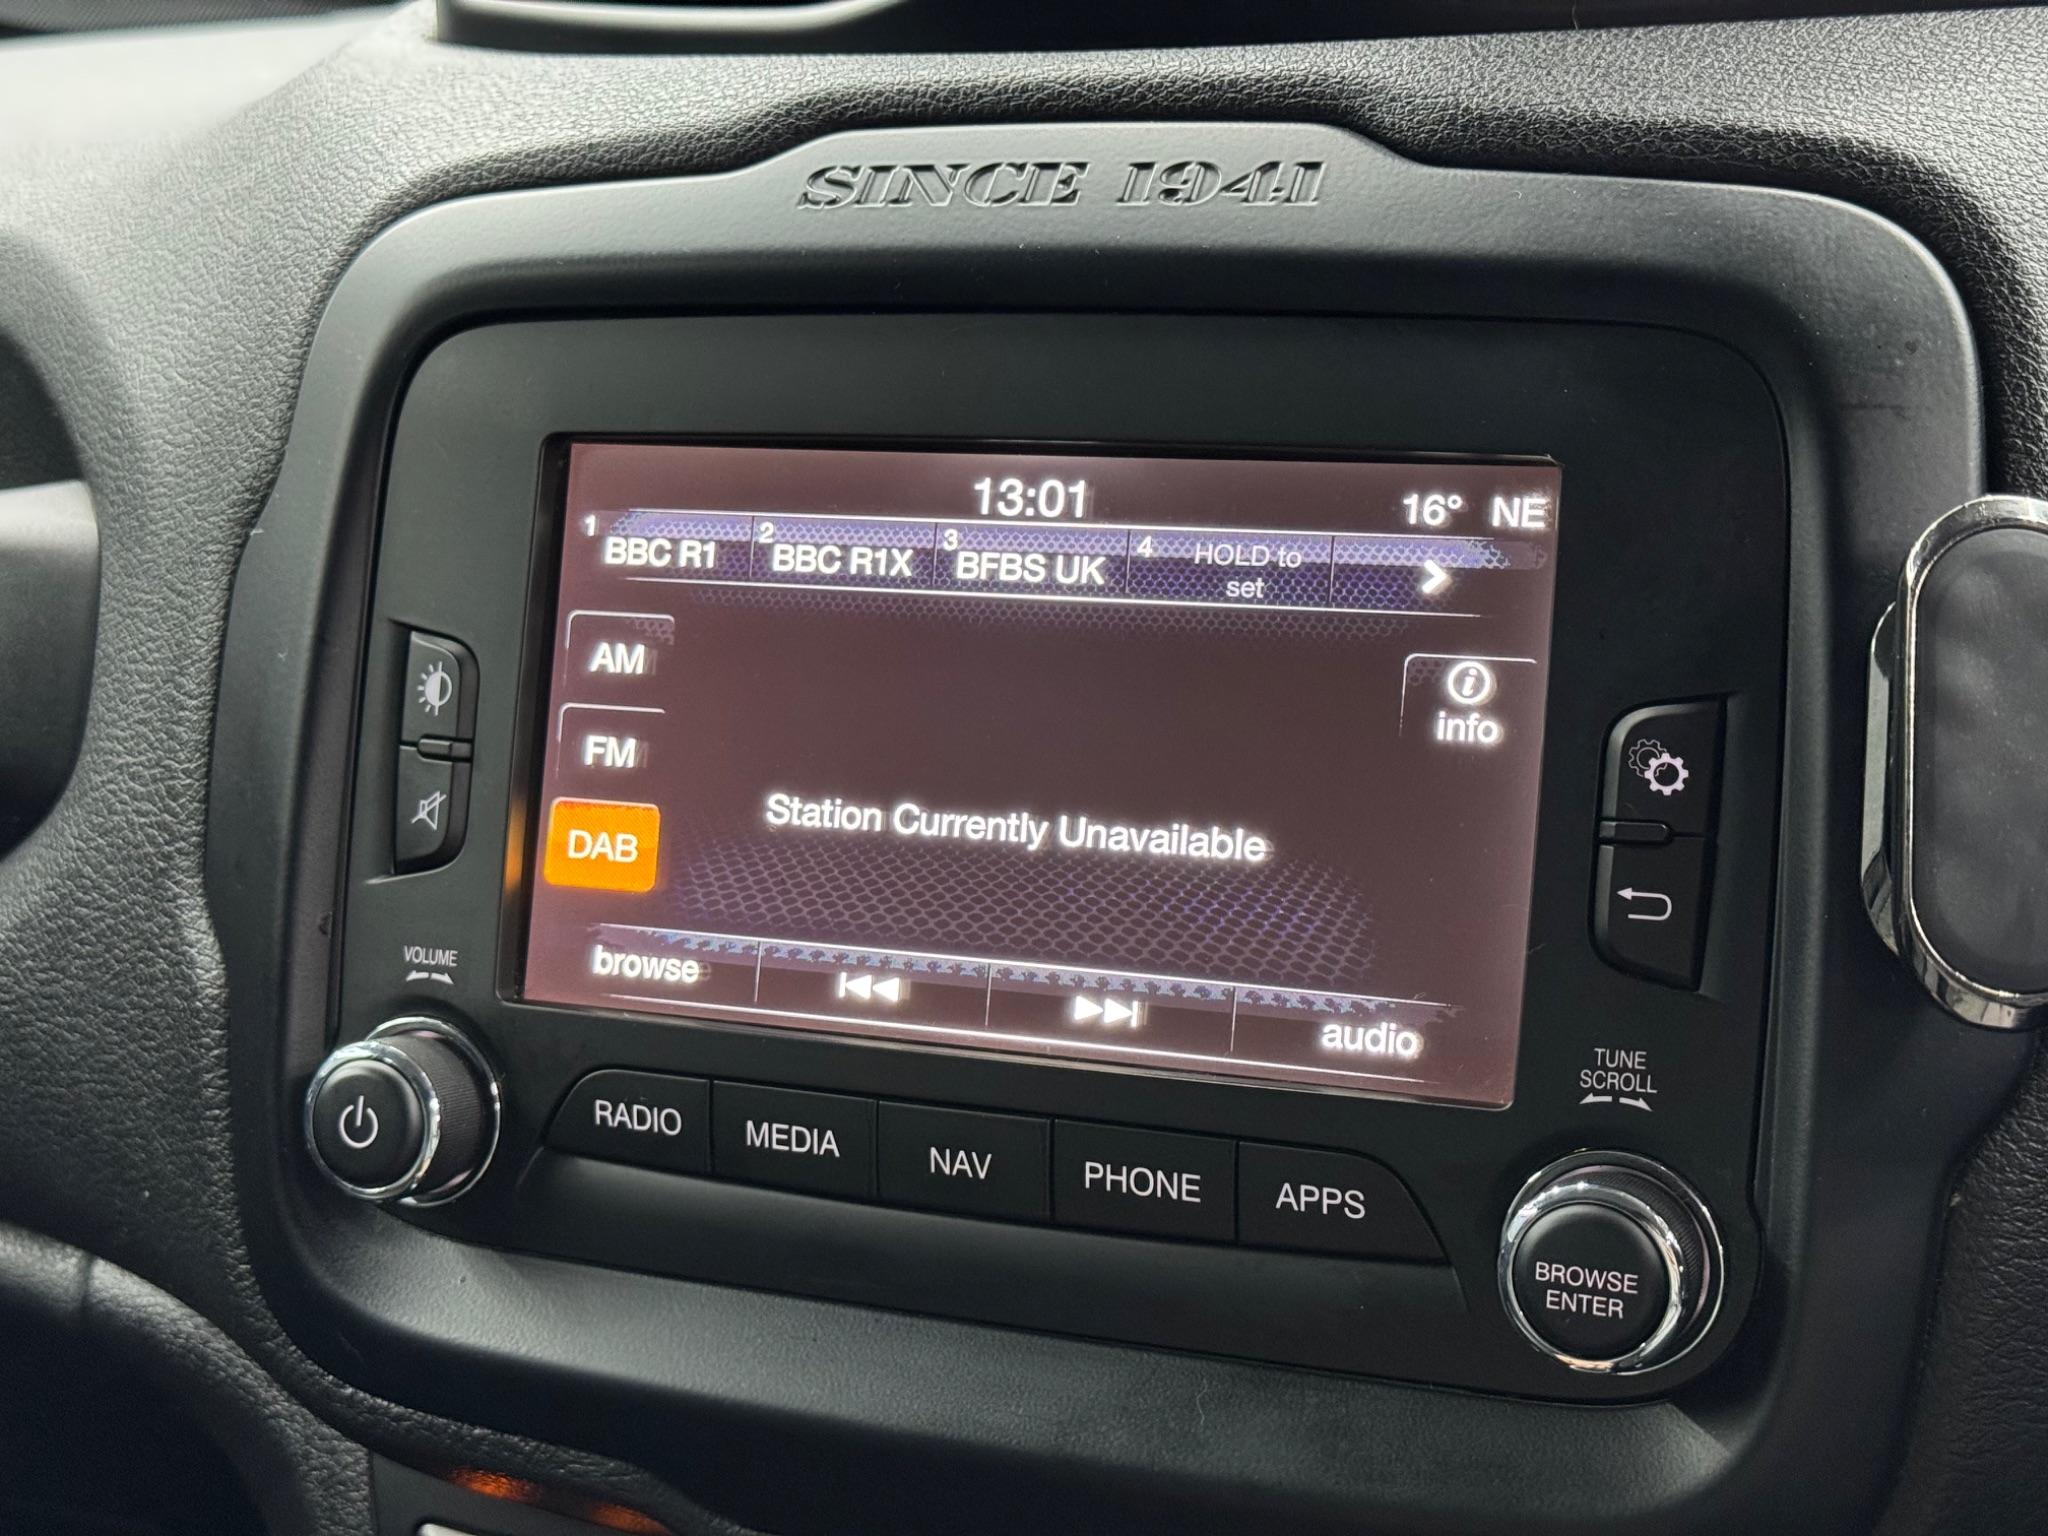 SINCE 1941
13:01
16° NE
1 BBC R1
2 BBC R1X
3 BFBS UK
4 HOLD to
set
AM
info
FM
Station Currently Unavailable
DAB
browse
audio
VOLUME
TUNE
SCROLL
RADIO
MEDIA
NAV
PHONE
APPS
BROWSE
ENTER